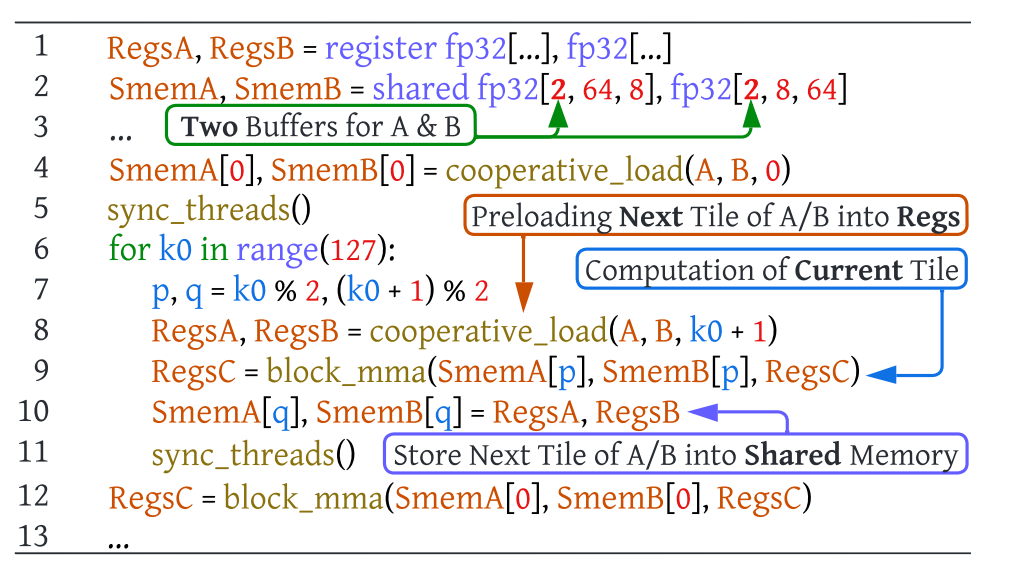 1 RegsA, RegsB = register fp32[...], fp32[...]
2 SmemA, SmemB = shared fp32[2, 64, 8], fp32[2, 8, 64]
3 ... Two Buffers for A & B
4 SmemA[0], SmemB[0] = cooperative_load(A, B, 0)
5 sync_threads()
Preloading Next Tile of A/B into Regs
6 for k0 in range(127):
Computation of Current Tile
7 p, q = k0 % 2, (k0 + 1) % 2
8 RegsA, RegsB = cooperative_load(A, B, k0 + 1)
9 RegsC = block_mma(SmemA[p], SmemB[p], RegsC)
10 SmemA[q], SmemB[q] = RegsA, RegsB
11 sync_threads() Store Next Tile of A/B into Shared Memory
12 RegsC = block_mma(SmemA[0], SmemB[0], RegsC)
13 ...